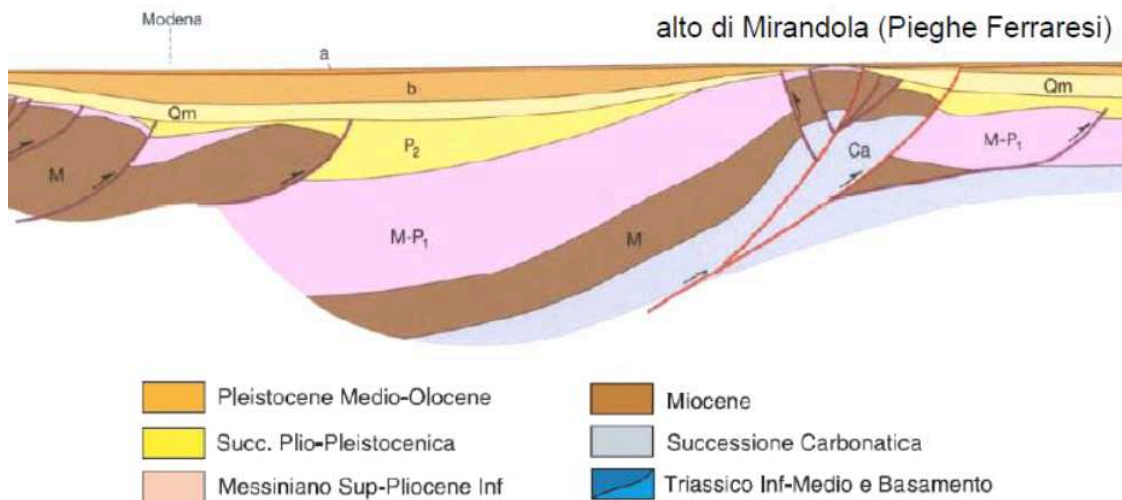 Modena
alto di Mirandola (Pieghe Ferraresi)
a
b
Qm
Qm
Qm
P2
Ca
M-P1
M
M-P1
M
Pleistocene Medio-Olocene
Miocene
Succ. Plio-Pleistocenica
Successione Carbonatica
Messiniano Sup-Pliocene Inf
Triassico Inf-Medio e Basamento